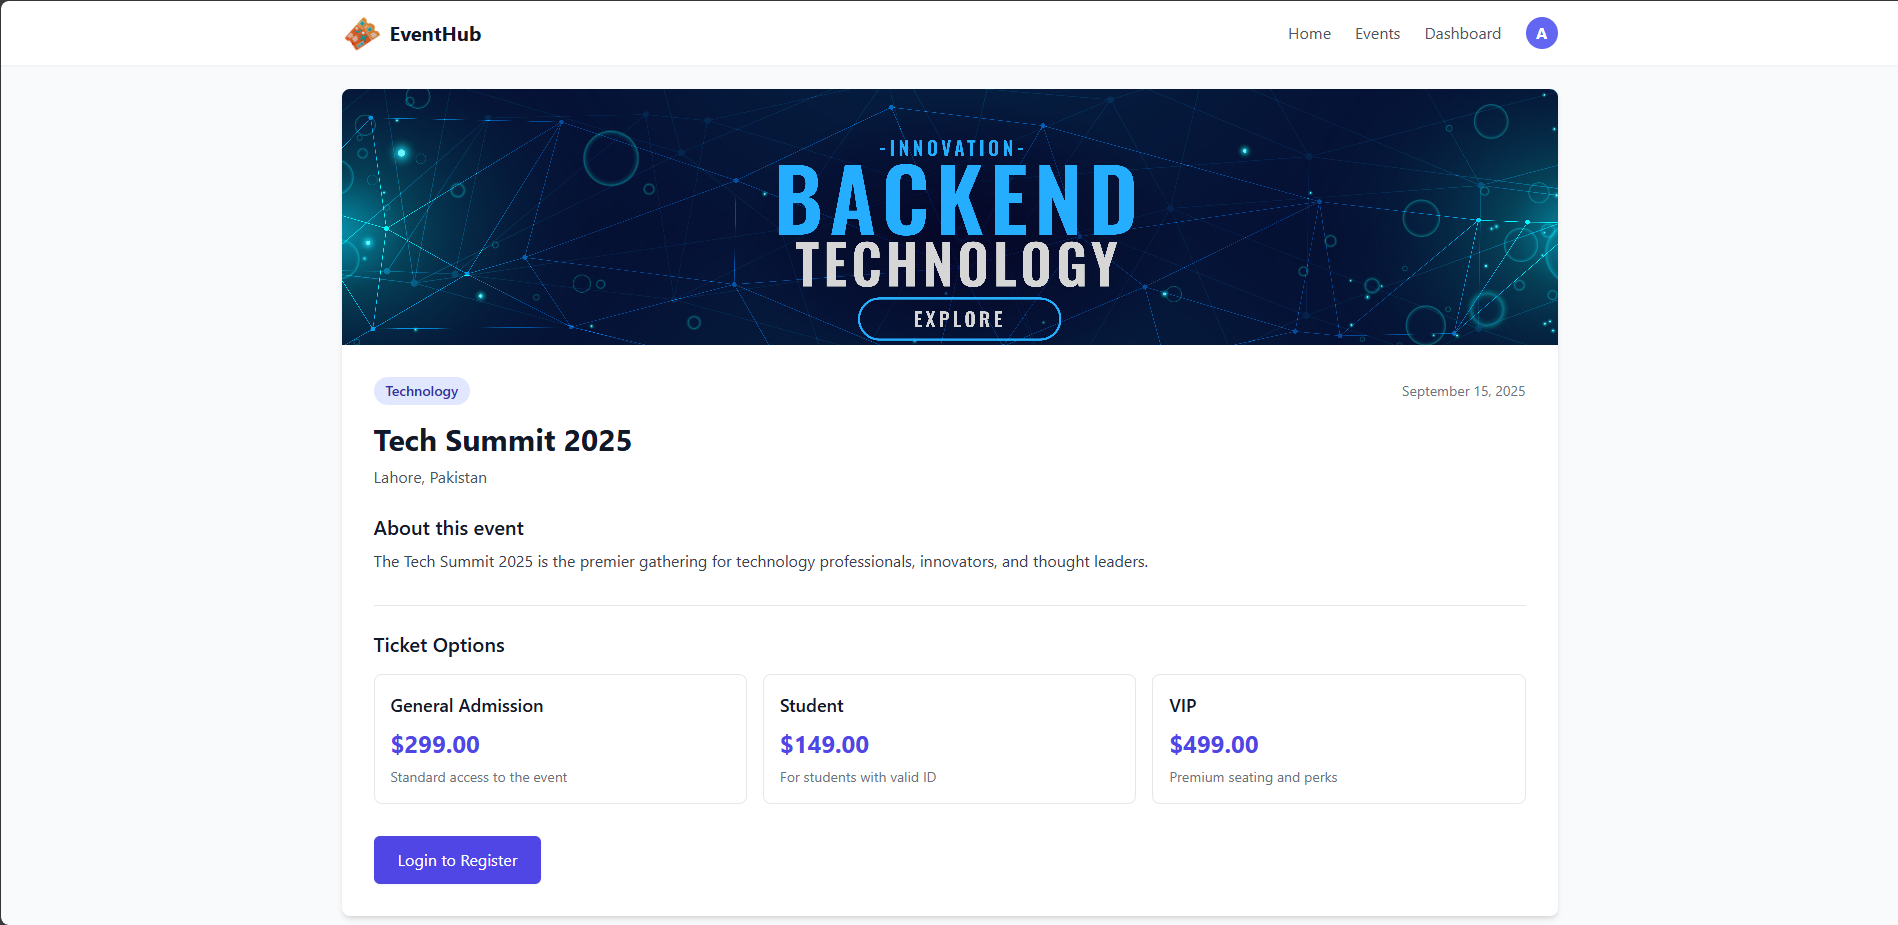 EventHub
Home Events Dashboard A
-INNOVATION-
BACKEND
TECHNOLOGY
EXPLORE
Technology
September 15, 2025
Tech Summit 2025
Lahore, Pakistan
About this event
The Tech Summit 2025 is the premier gathering for technology professionals, innovators, and thought leaders.
Ticket Options
General Admission
$299.00
Standard access to the event
Student
$149.00
For students with valid ID
VIP
$499.00
Premium seating and perks
Login to Register